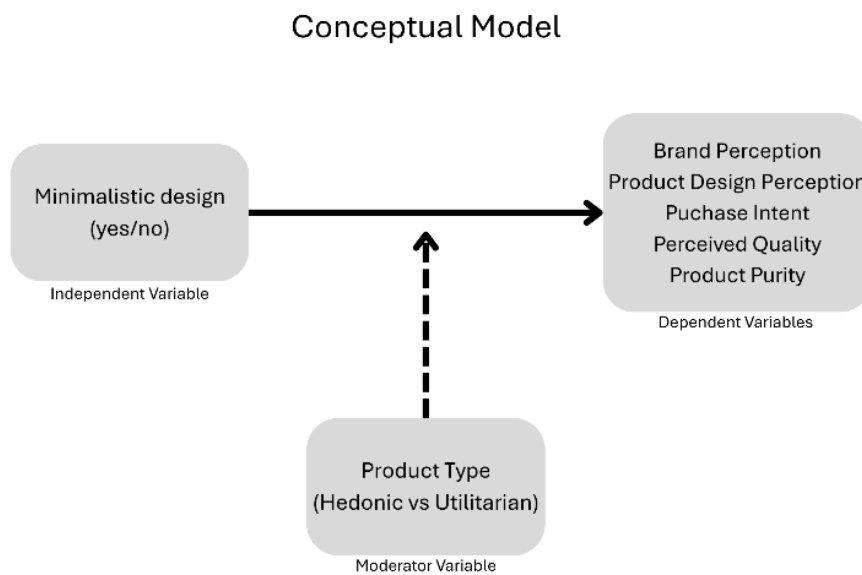 Conceptual Model
Minimalistic design
(yes/no)
Independent Variable
Brand Perception
Product Design Perception
Puchase Intent
Perceived Quality
Product Purity
Dependent Variables
Product Type
(Hedonic vs Utilitarian)
Moderator Variable